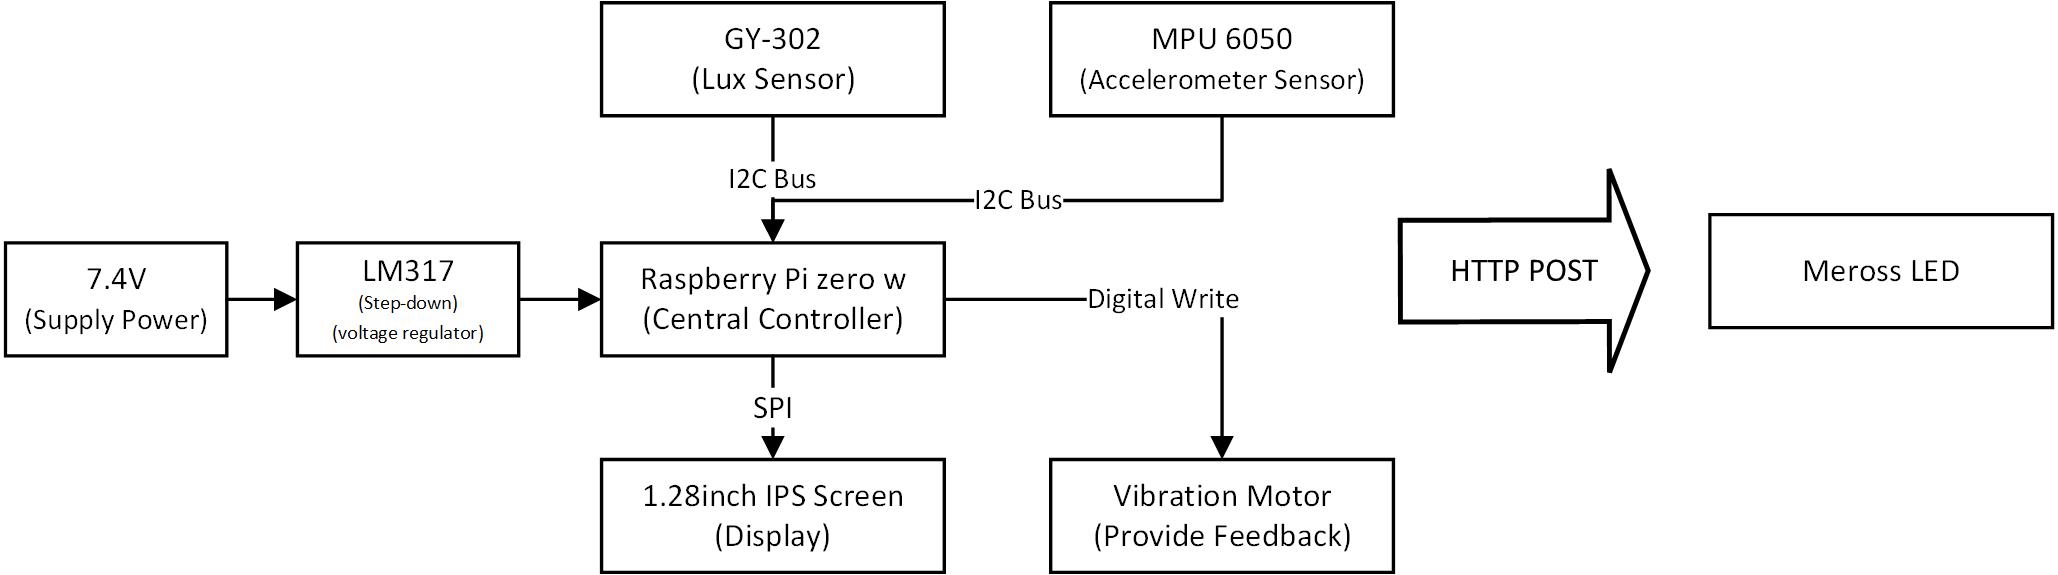 GY-302
(Lux Sensor)
MPU 6050
(Accelerometer Sensor)
I2C Bus
I2C Bus
7.4V
(Supply Power)
LM317
(Step-down)
(voltage regulator)
Raspberry Pi zero w
(Central Controller)
Digital Write
HTTP POST
Meross LED
SPI
1.28inch IPS Screen
(Display)
Vibration Motor
(Provide Feedback)